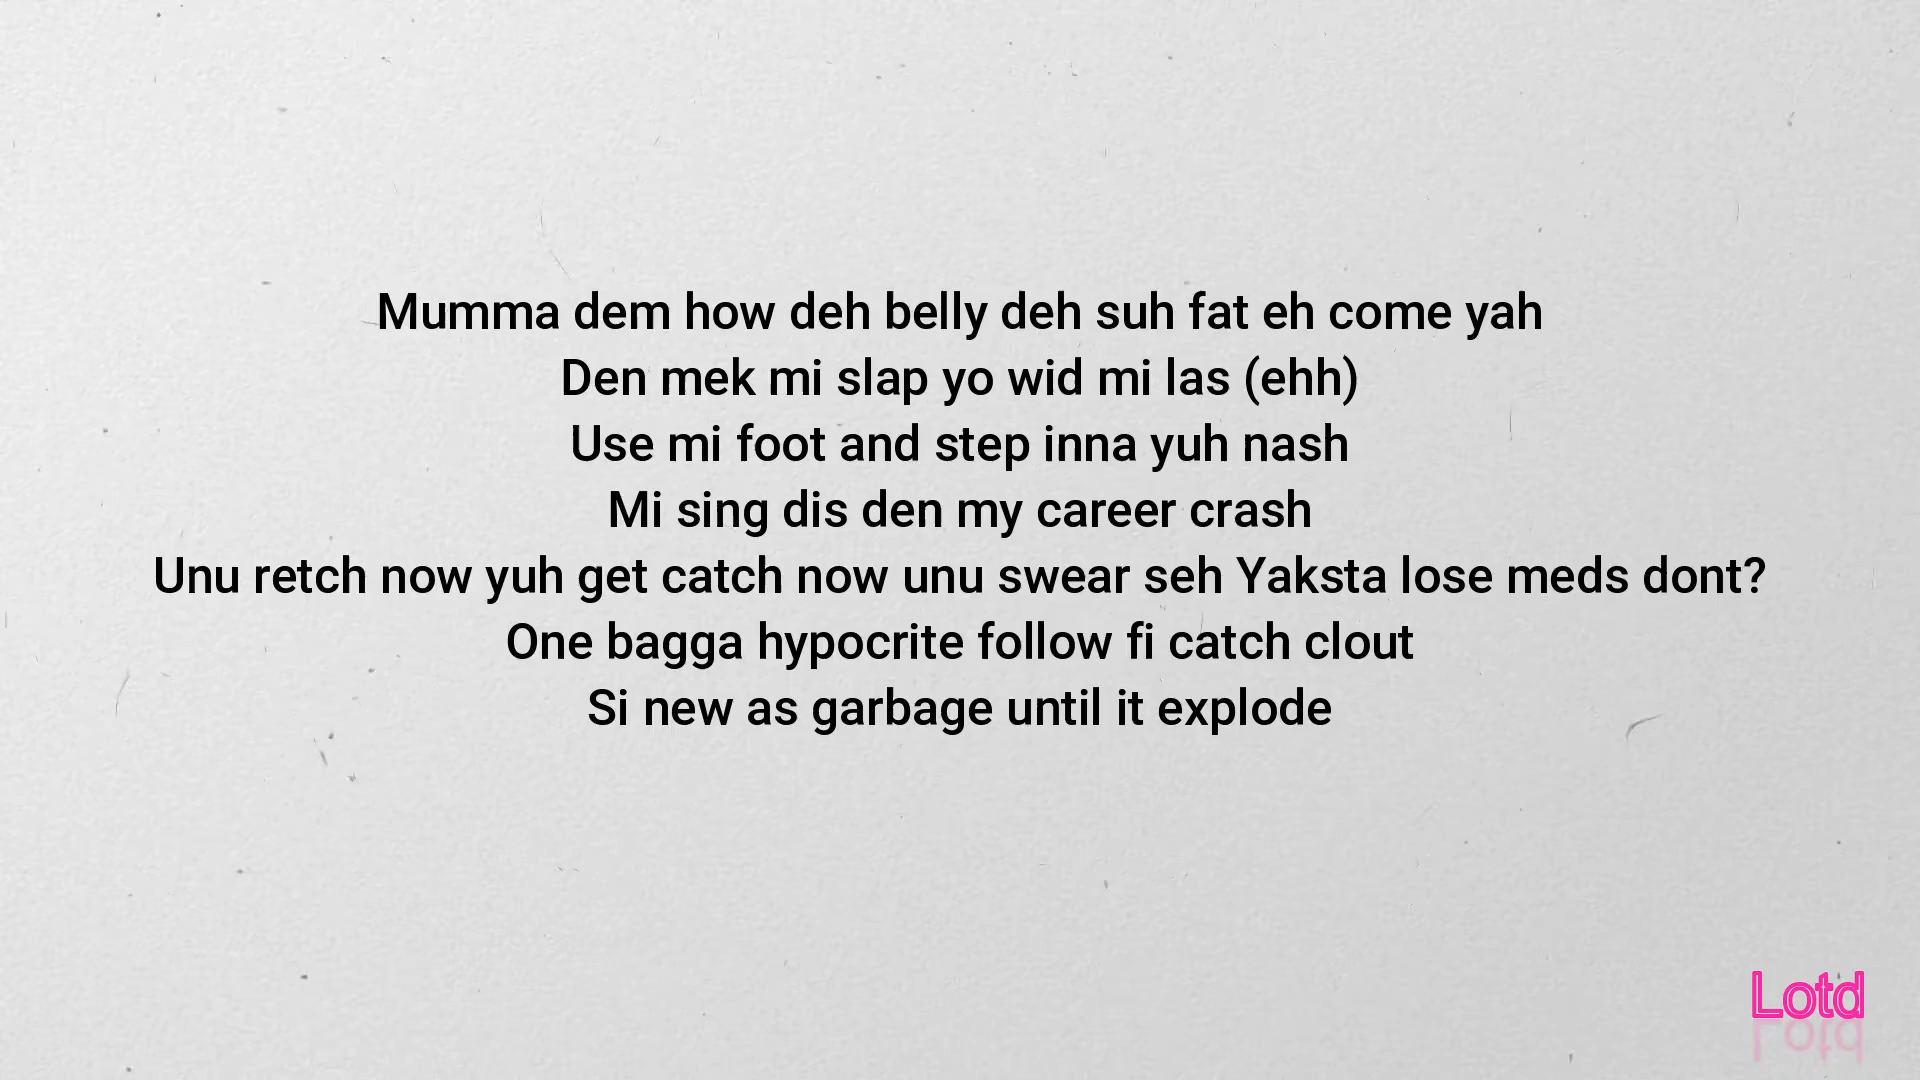 Mumma dem how deh belly deh suh fat eh come yah
Den mek mi slap yo wid mi las (ehh)
Use mi foot and step inna yuh nash
Mi sing dis den my career crash
Unu retch now yuh get catch now unu swear seh Yaksta lose meds dont?
One bagga hypocrite follow fi catch clout
Si new as garbage until it explode
Lotd